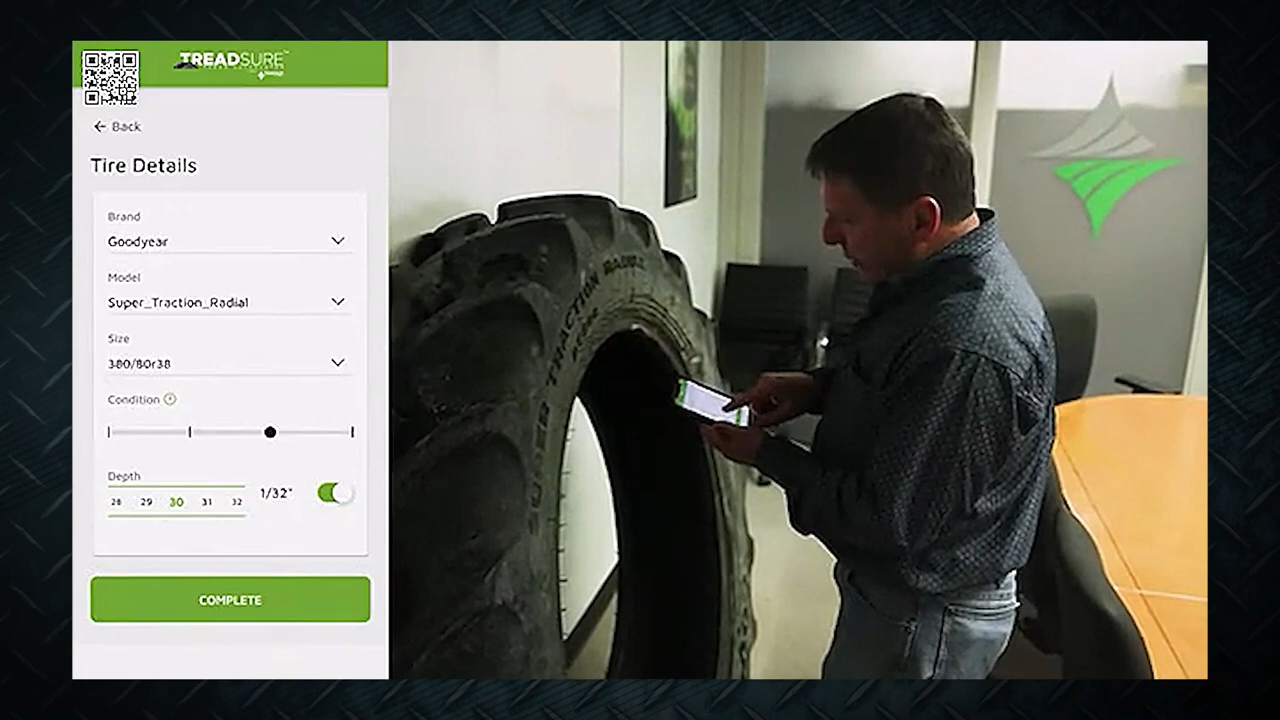 TREADSURE™
← Back
Tire Details
Brand
Goodyear
Model
Super_Traction_Radial
Size
380/80r38
Condition
Depth
28 29 30 31 32
1/32"
COMPLETE
SUPER TRACTION RADIAL